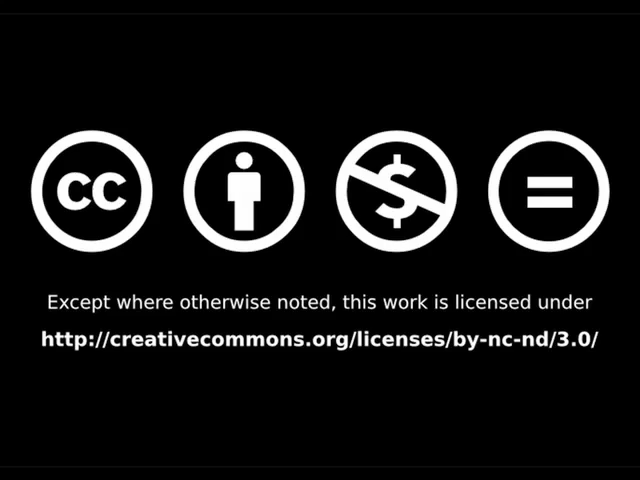 cc
$
=
Except where otherwise noted, this work is licensed under
http://creativecommons.org/licenses/by-nc-nd/3.0/